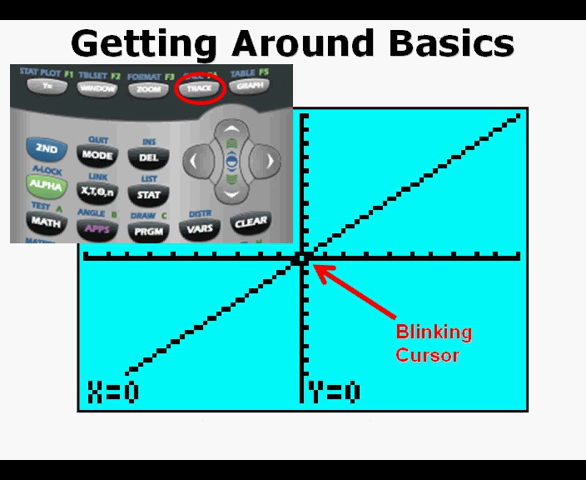 Getting Around Basics
STAT PLOT F1 TBLSET F2 FORMAT F3 CALC F4 TABLE F5
Y= WINDOW ZOOM TRACE GRAPH
QUIT INS
2ND MODE DEL
A-LOCK LINK LIST
ALPHA X,T,Θ,n STAT
TEST A ANGLE B DRAW C DISTR
MATH APPS PRGM VARS CLEAR
Blinking
Cursor
X=0 Y=0